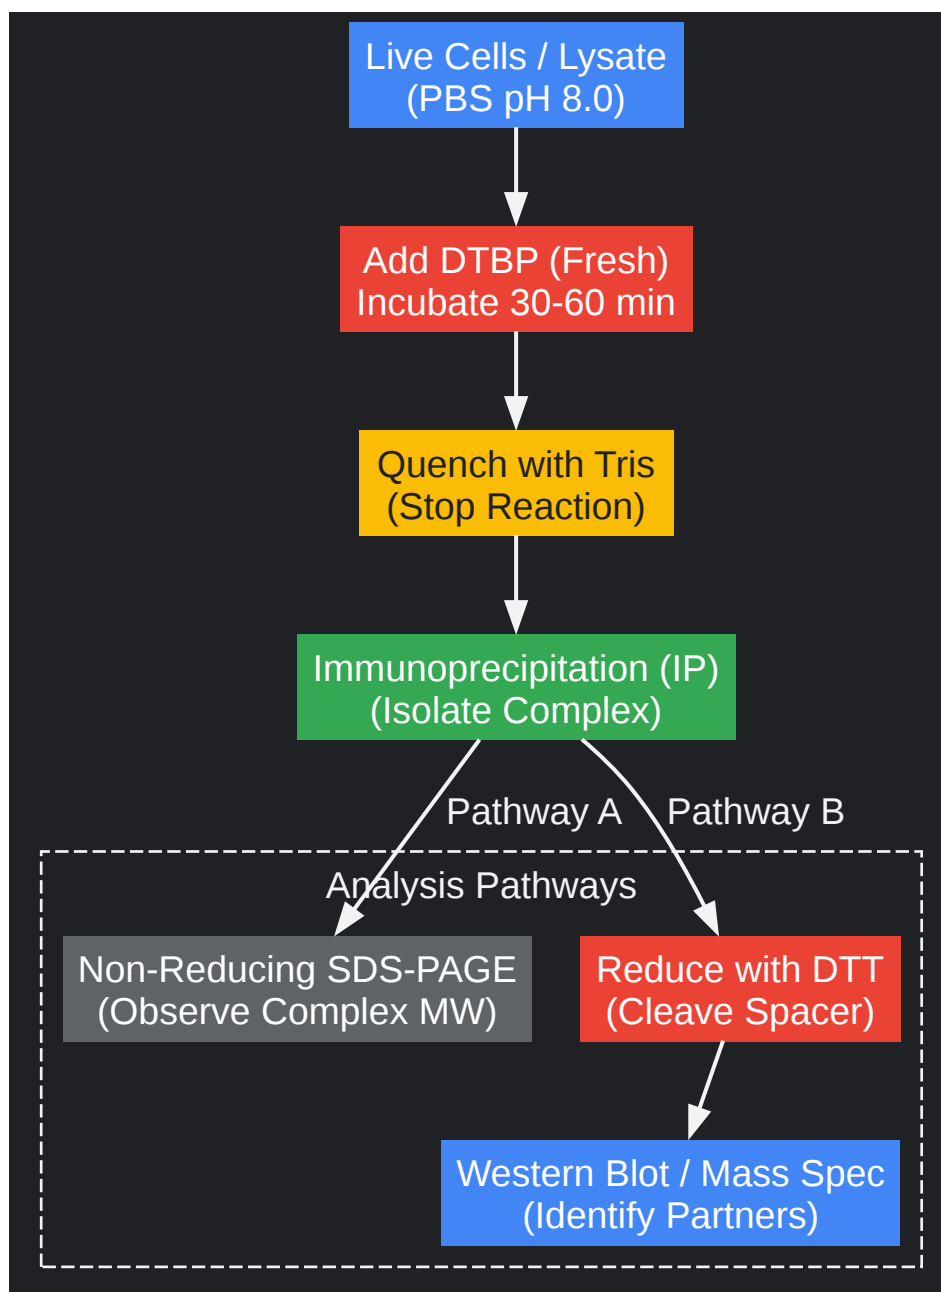 Live Cells / Lysate
(PBS pH 8.0)
Add DTBP (Fresh)
Incubate 30-60 min
Quench with Tris
(Stop Reaction)
Immunoprecipitation (IP)
(Isolate Complex)
Pathway A
Pathway B
Analysis Pathways
Non-Reducing SDS-PAGE
(Observe Complex MW)
Reduce with DTT
(Cleave Spacer)
Western Blot / Mass Spec
(Identify Partners)